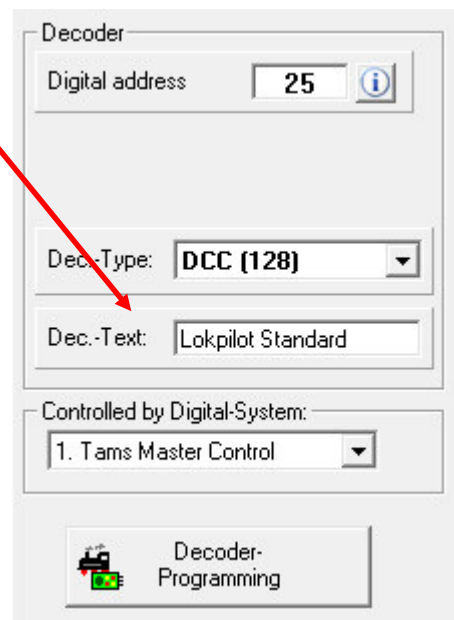 Decoder
Digital address 25 i
Dec.-Type: DCC (128)
Dec.-Text: Lokpilot Standard
Controlled by Digital-System:
1. Tams Master Control
Decoder-
Programming